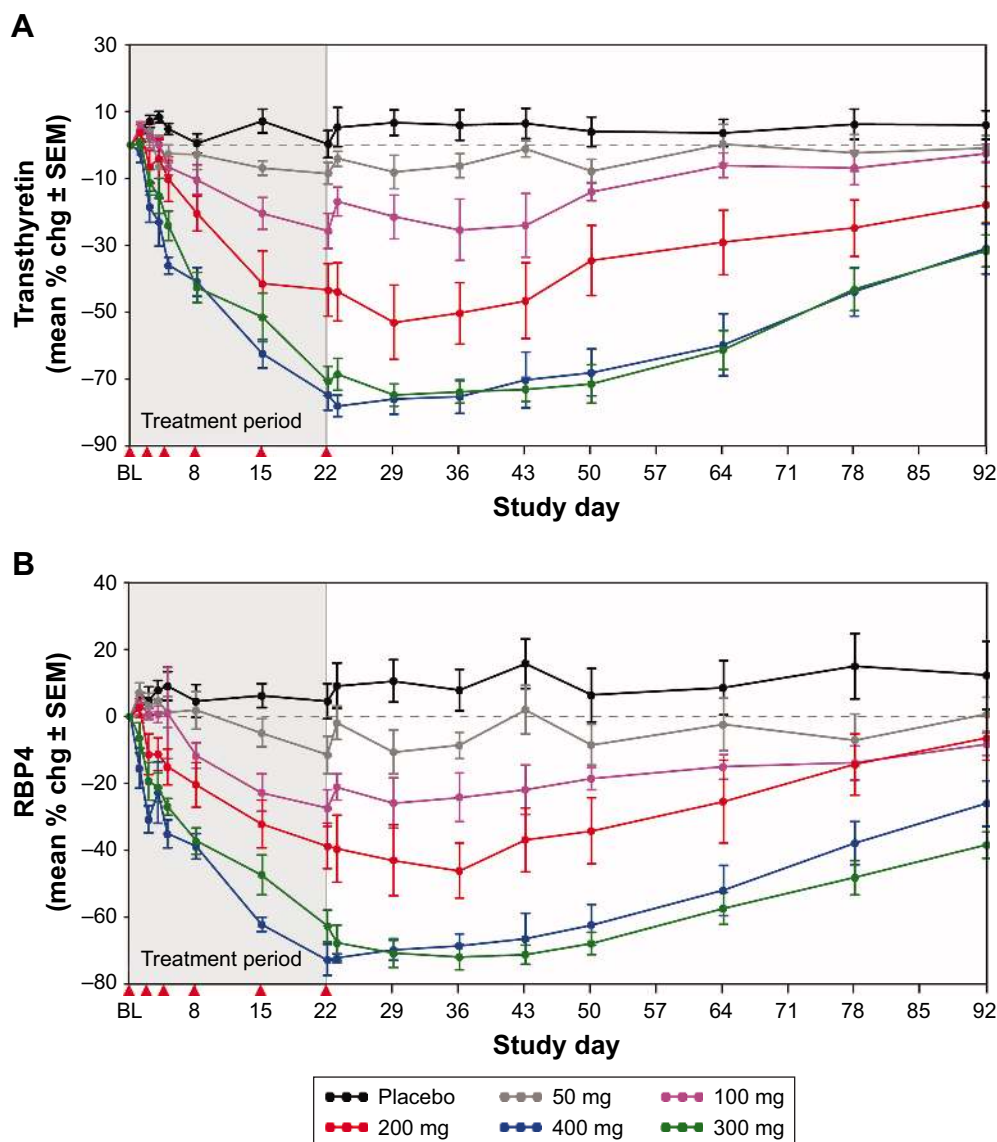 A
Transthyretin
(mean % chg ± SEM)
30
10
–10
–30
–50
–70
–90
Treatment period
BL 8 15 22 29 36 43 50 57 64 71 78 85 92
Study day
B
RBP4
(mean % chg ± SEM)
40
20
0
–20
–40
–60
–80
Treatment period
BL 8 15 22 29 36 43 50 57 64 71 78 85 92
Study day
Placebo 50 mg 100 mg
200 mg 400 mg 300 mg